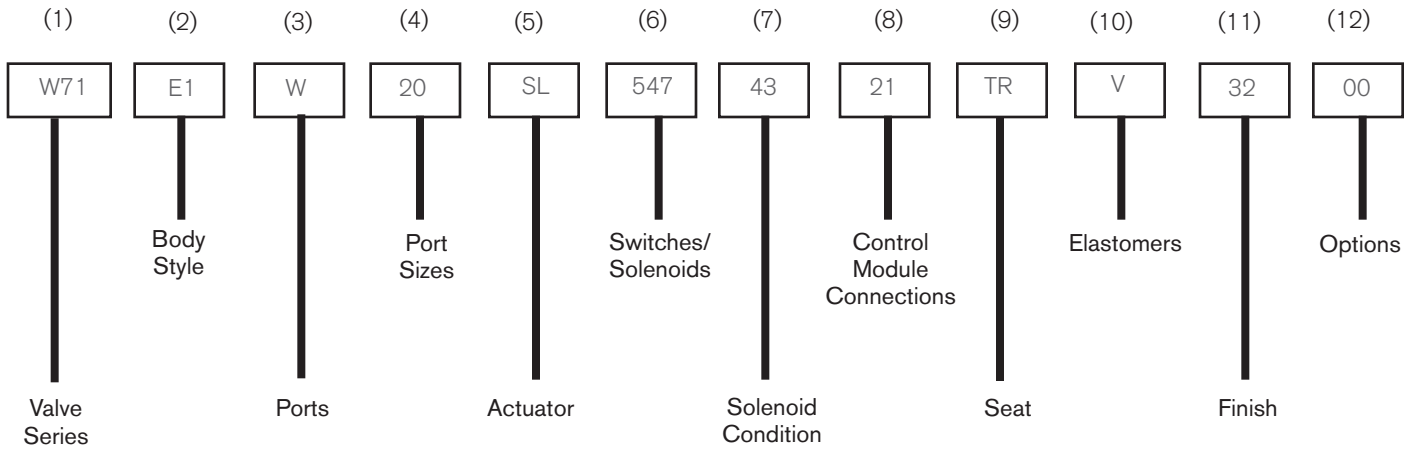 (1) (2) (3) (4) (5) (6) (7) (8) (9) (10) (11) (12)
W71 E1 W 20 SL 547 43 21 TR V 32 00
Body Style
Port Sizes
Switches/ Solenoids
Control Module Connections
Elastomers
Options
Valve Series
Ports
Actuator
Solenoid Condition
Seat
Finish